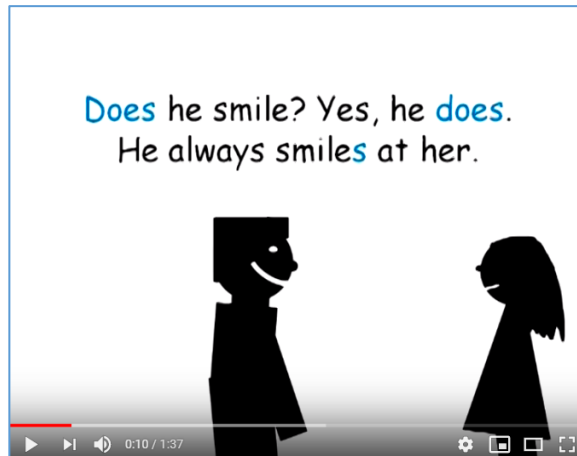 Does he smile? Yes, he does.
He always smiles at her.
0:10 / 1:37